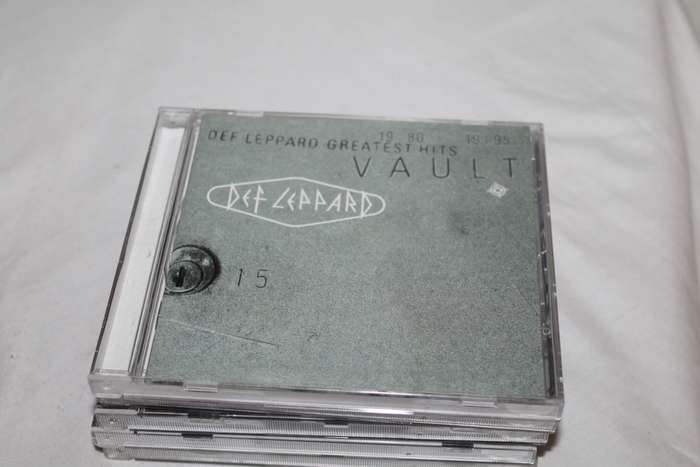 19 80 19 95
DEF LEPPARD GREATEST HITS
VAULT
DEF LEPPARD
15